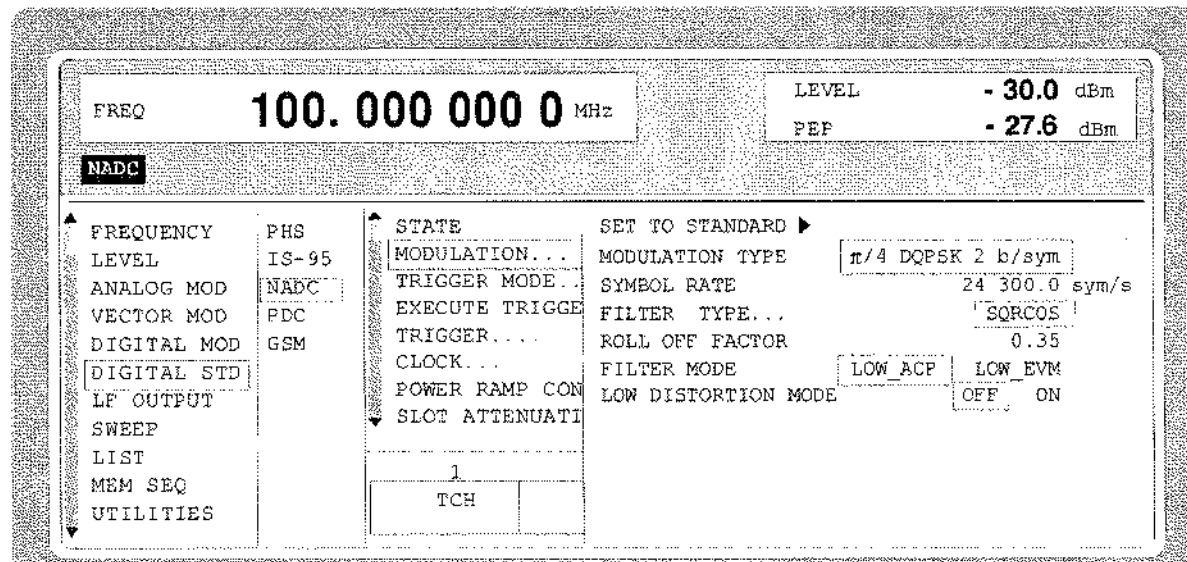 FREQ 100. 000 000 0 MHz
LEVEL - 30.0 dBm
PEP - 27.6 dBm
NADC
FREQUENCY
LEVEL
ANALOG MOD
VECTOR MOD
DIGITAL MOD
DIGITAL STD
LF OUTPUT
SWEEP
LIST
MEM SEQ
UTILITIES
PHS
IS-95
NADC
PDC
GSM
STATE
MODULATION...
TRIGGER MODE..
EXECUTE TRIGGE
TRIGGER....
CLOCK...
POWER RAMP CON
SLOT ATTENUATI
1
TCH
SET TO STANDARD ▶
MODULATION TYPE π/4 DQPSK 2 b/sym
SYMBOL RATE 24 300.0 sym/s
FILTER TYPE... SQRCOS
ROLL OFF FACTOR 0.35
FILTER MODE LOW_ACP LOW_EVM
LOW DISTORTION MODE OFF ON